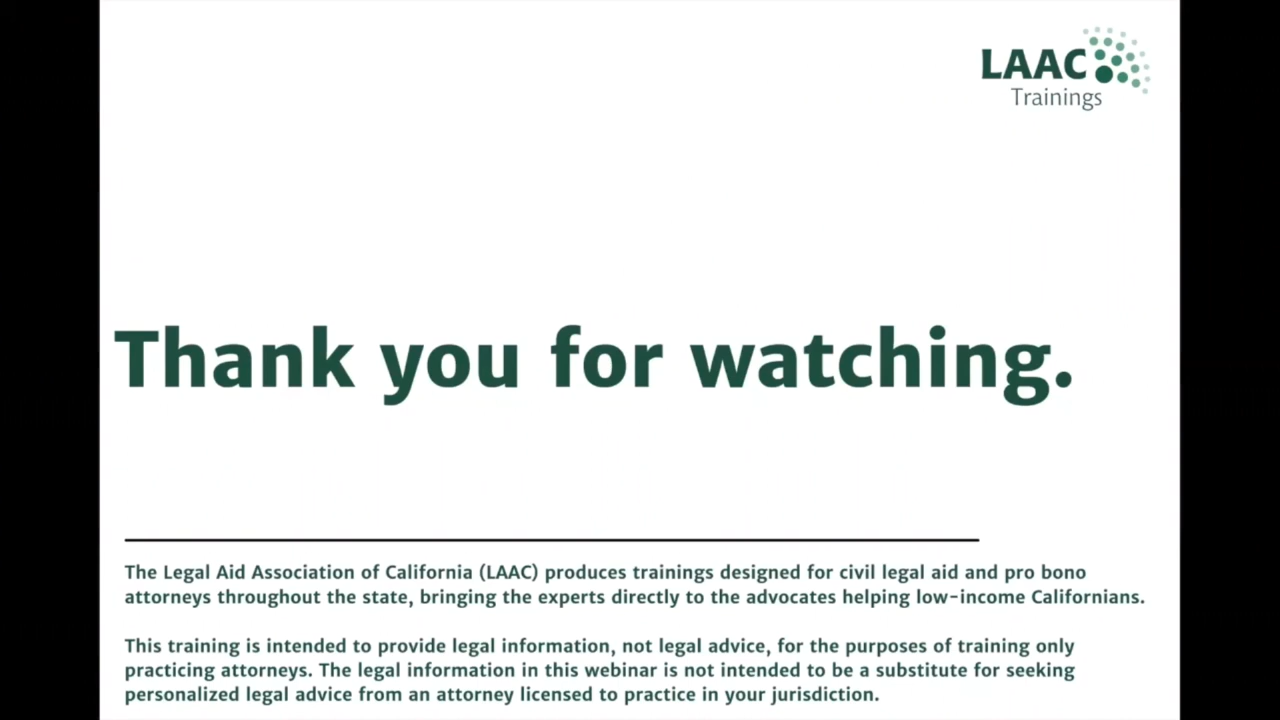 LAAC
Trainings
Thank you for watching.
The Legal Aid Association of California (LAAC) produces trainings designed for civil legal aid and pro bono
attorneys throughout the state, bringing the experts directly to the advocates helping low-income Californians.
This training is intended to provide legal information, not legal advice, for the purposes of training only
practicing attorneys. The legal information in this webinar is not intended to be a substitute for seeking
personalized legal advice from an attorney licensed to practice in your jurisdiction.